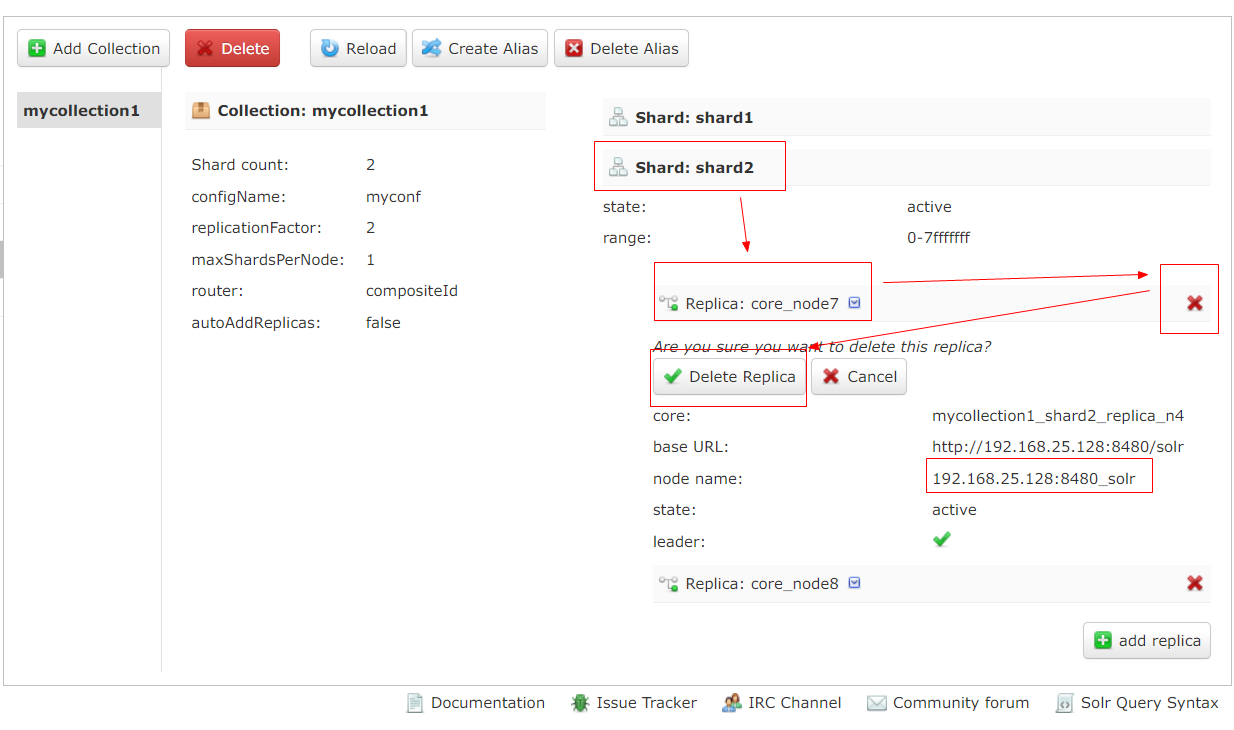 Add Collection
Delete
Reload
Create Alias
Delete Alias
mycollection1
Collection: mycollection1
Shard count: 2
configName: myconf
replicationFactor: 2
maxShardsPerNode: 1
router: compositeId
autoAddReplicas: false
Shard: shard1
Shard: shard2
state: active
range: 0-7fffffff
Replica: core_node7
Are you sure you want to delete this replica?
Delete Replica Cancel
core: mycollection1_shard2_replica_n4
base URL: http://192.168.25.128:8480/solr
node name: 192.168.25.128:8480_solr
state: active
leader:
Replica: core_node8
add replica
Documentation Issue Tracker IRC Channel Community forum Solr Query Syntax